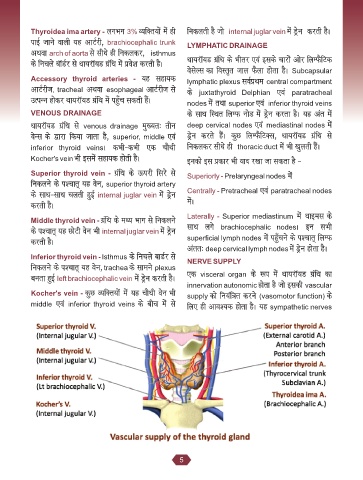 Thyroidea ima artery - लगभग 3% व्यक्तियों में ही
पाई जाने वाली यह आर्टरी, brachiocephalic trunk
अथवा arch of aorta से सीधे ही निकलकर, isthmus
के निचले बॉर्डर से थायरॉयड ग्रंथि में प्रवेश करती है।
Accessory thyroid arteries - यह सहायक
आर्टरीज, tracheal अथवा esophageal आर्टरीज से
उत्पन्न होकर थायरॉयड ग्रंथि में पहुँच सकती हैं।
VENOUS DRAINAGE
थायरॉयड ग्रंथि से venous drainage मुख्यतः तीन
वेन्स के द्वारा किया जाता है, superior, middle एवं
inferior thyroid veins। कभी-कभी एक चौथी
Kocher's vein भी इसमें सहायक होती है।
Superior thyroid vein - ग्रंथि के ऊपरी सिरे से
निकलने के पश्चात् यह वेन, superior thyroid artery
के साथ-साथ चलती हुई internal juglar vein में ड्रेन
करती है।
Middle thyroid vein - ग्रंथि के मध्य भाग से निकलने
के पश्चात् यह छोटी वेन भी internal juglar vein में ड्रेन
करती है।
Inferior thyroid vein - Isthmus के निचले बार्डर से
निकलने के पश्चात् यह वेन, trachea के सामने plexus
बनाता हुई left brachiocephalic vein में ड्रेन करती है।
Kocher's vein - कुछ व्यक्तियों में यह चौथी वेन भी
middle एवं inferior thyroid veins के बीच में से
निकलती है जो internal juglar vein में ड्रेन करती है।
LYMPHATIC DRAINAGE
थायरॉयड ग्रंथि के भीतर एवं इसके चारों ओर लिम्फैटिक
वेसेल्स का विस्तृत जाल फैला होता है। Subcapsular
lymphatic plexus सर्वप्रथम central compartment
के juxtathyroid Delphian एवं paratracheal
nodes में तथा superior एवं inferior thyroid veins
के साथ स्थित लिम्फ नोड में ड्रेन करता है। यह अंत में
deep cervical nodes एवं mediastinal nodes में
ड्रेन करते हैं। कुछ लिम्फैटिक्स, थायरॉयड ग्रंथि से
निकलकर सीधे ही thoracic duct में भी खुलती हैं।
इनको इस प्रकार भी याद रखा जा सकता है –
Superiorly - Prelaryngeal nodes में
Centrally - Pretracheal एवं paratracheal nodes
में।
Laterally - Superior mediastinum में थाइमस के
साथ लगे brachiocephalic nodes। इन सभी
superficial lymph nodes में पहुँचने के पश्चात् लिम्फ
अंततः deep cervical lymph nodes में ड्रेन होता है।
NERVE SUPPLY
एक visceral organ के रूप में थायरॉयड ग्रंथि का
innervation autonomic होता है जो इसकी vascular
supply को नियंत्रित करने (vasomotor function) के
लिए ही आवश्यक होता है। यह sympathetic nerves
Superior thyroid V.
(Internal jugular V.)
Middle thyroid V.
(Internal jugular V.)
Inferior thyroid V.
(Lt brachiocephalic V.)
Kocher's V.
(Internal jugular V.)
Superior thyroid A.
(External carotid A.)
Anterior branch
Posterior branch
Inferior thyroid A.
(Thyrocervical trunk
Subclavian A.)
Thyroidea ima A.
(Brachiocephalic A.)
Vascular supply of the thyroid gland
5